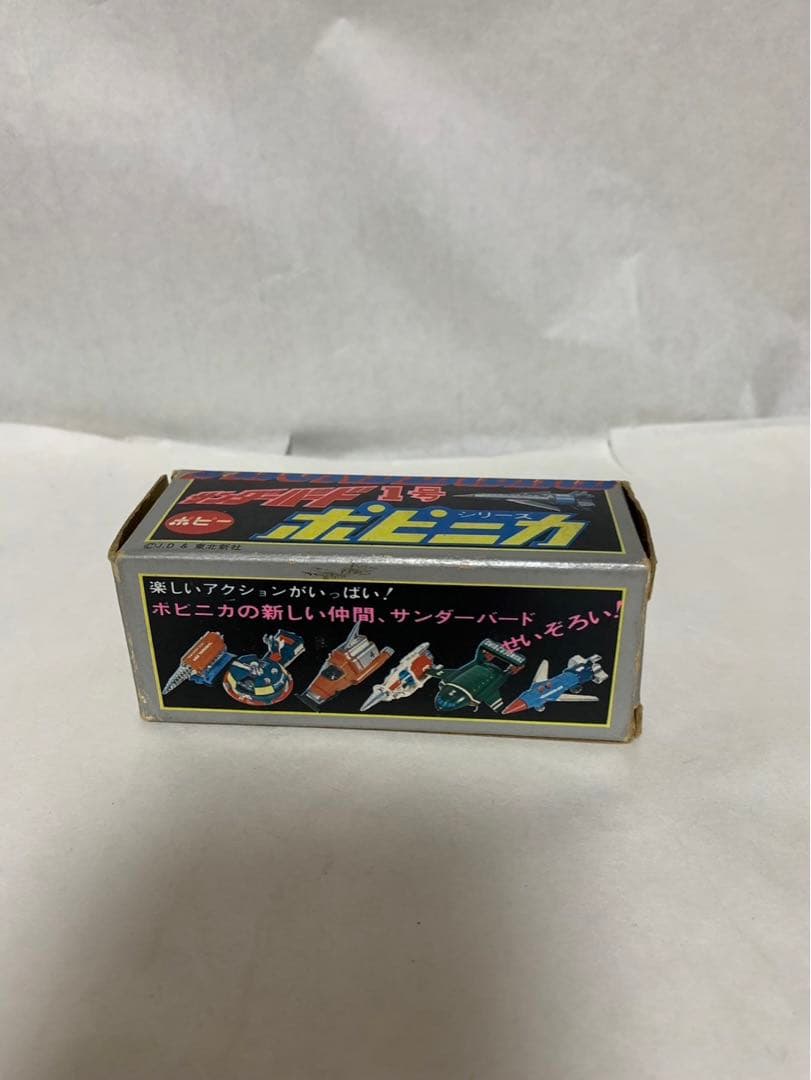 ポピー
サンダーバード1号
ポピニカ
シリーズ
©J.D & 東北新社
楽しいアクションがいっぱい!
ポピニカの新しい仲間、サンダーバード
せいぞろい!